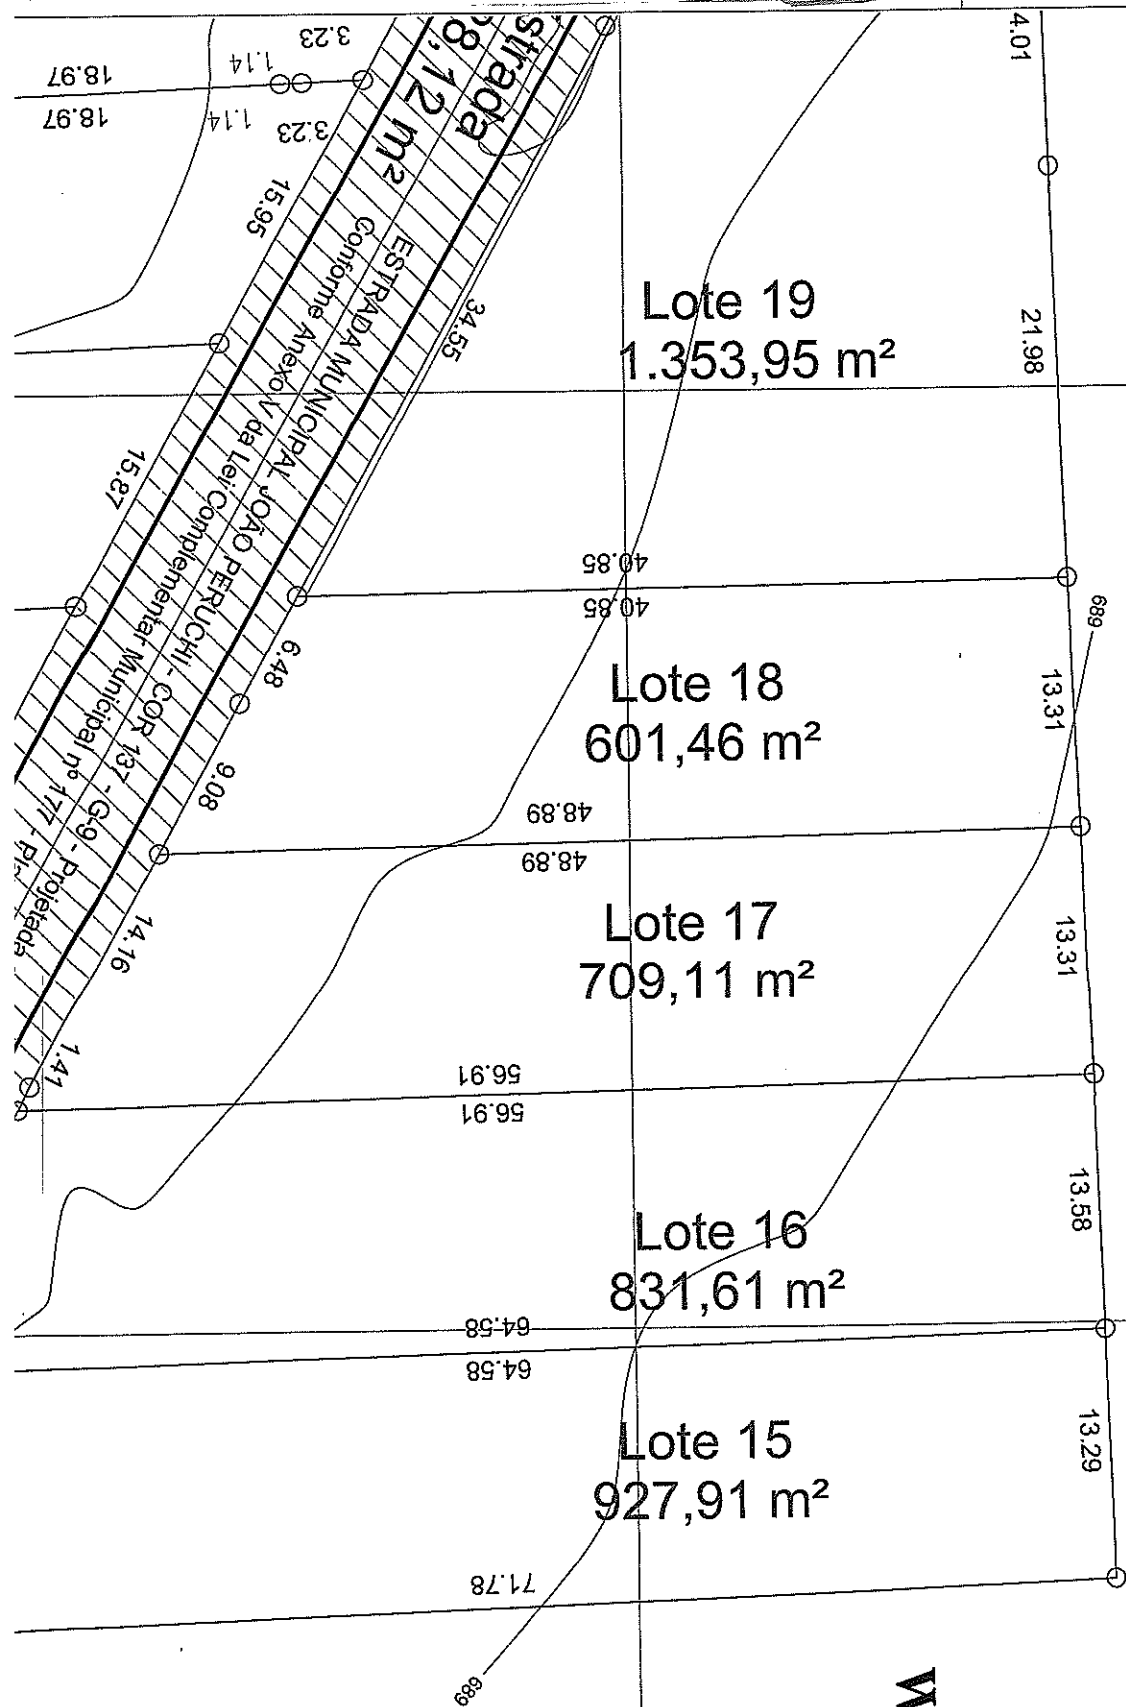 4.01
3.23
1.14
18.97
18.97
1.14
3.23
strada
8,12 m²
15.95
ESTRADA MUNICIPAL JOÃO PERUCHI - COR 137 - G-9 - Projetada
Conforme Anexo V da Lei Complementar Municipal nº 177 -
34.55
Lote 19
1.353,95 m²
21.98
15.87
40.85
40.85
689
6.48
Lote 18
601,46 m²
13.31
9.08
48.89
48.89
14.16
Lote 17
709,11 m²
13.31
1.41
56.91
56.91
Lote 16
831,61 m²
13.58
64.58
64.58
Lote 15
927,91 m²
13.29
71.78
689
W